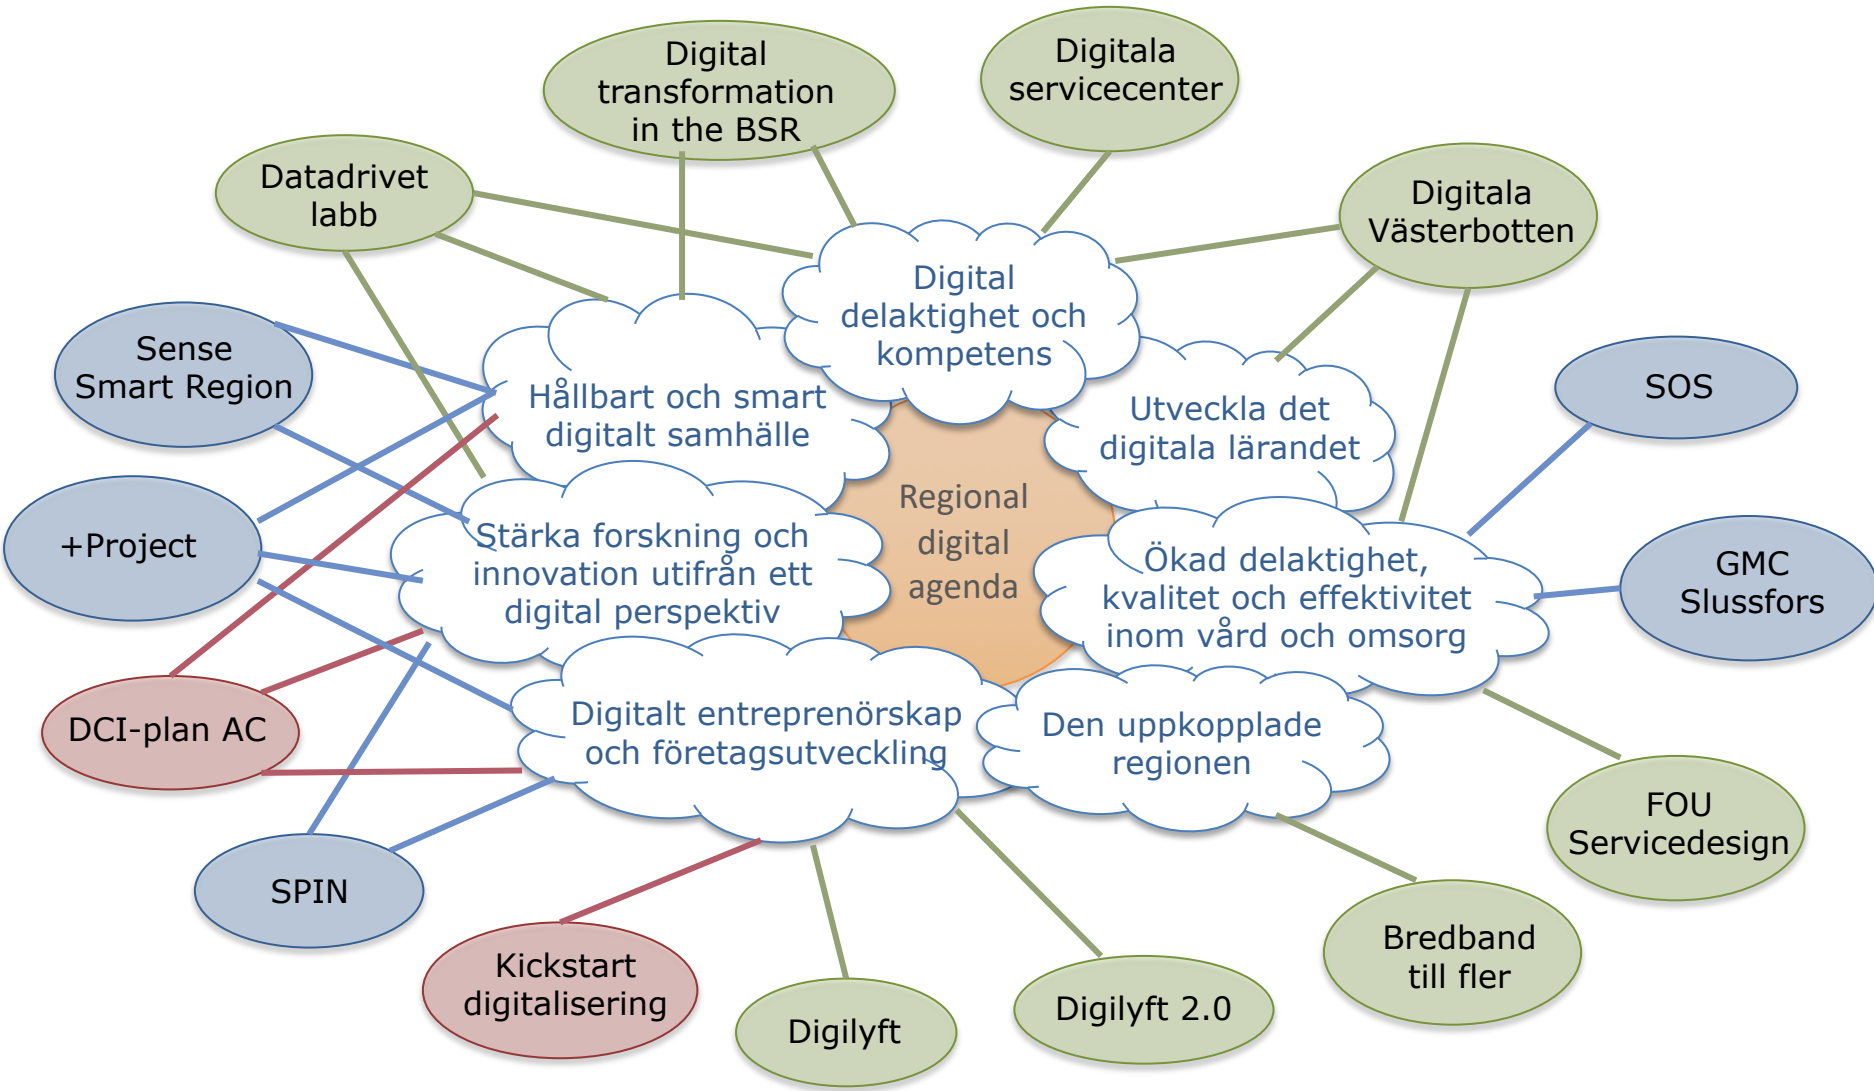 Digital
transformation
in the BSR
Digitala
servicecenter
Datadrivet
labb
Digitala
Västerbotten
Digital
delaktighet och
kompetens
Sense
Smart Region
Hållbart och smart
digitalt samhälle
Utveckla det
digitala lärandet
SOS
Regional
digital
agenda
+Project
Stärka forskning och
innovation utifrån ett
digital perspektiv
Ökad delaktighet,
kvalitet och effektivitet
inom vård och omsorg
GMC
Slussfors
DCI-plan AC
Digitalt entreprenörskap
och företagsutveckling
Den uppkopplade
regionen
FOU
Servicedesign
SPIN
Kickstart
digitalisering
Digilyft
Digilyft 2.0
Bredband
till fler